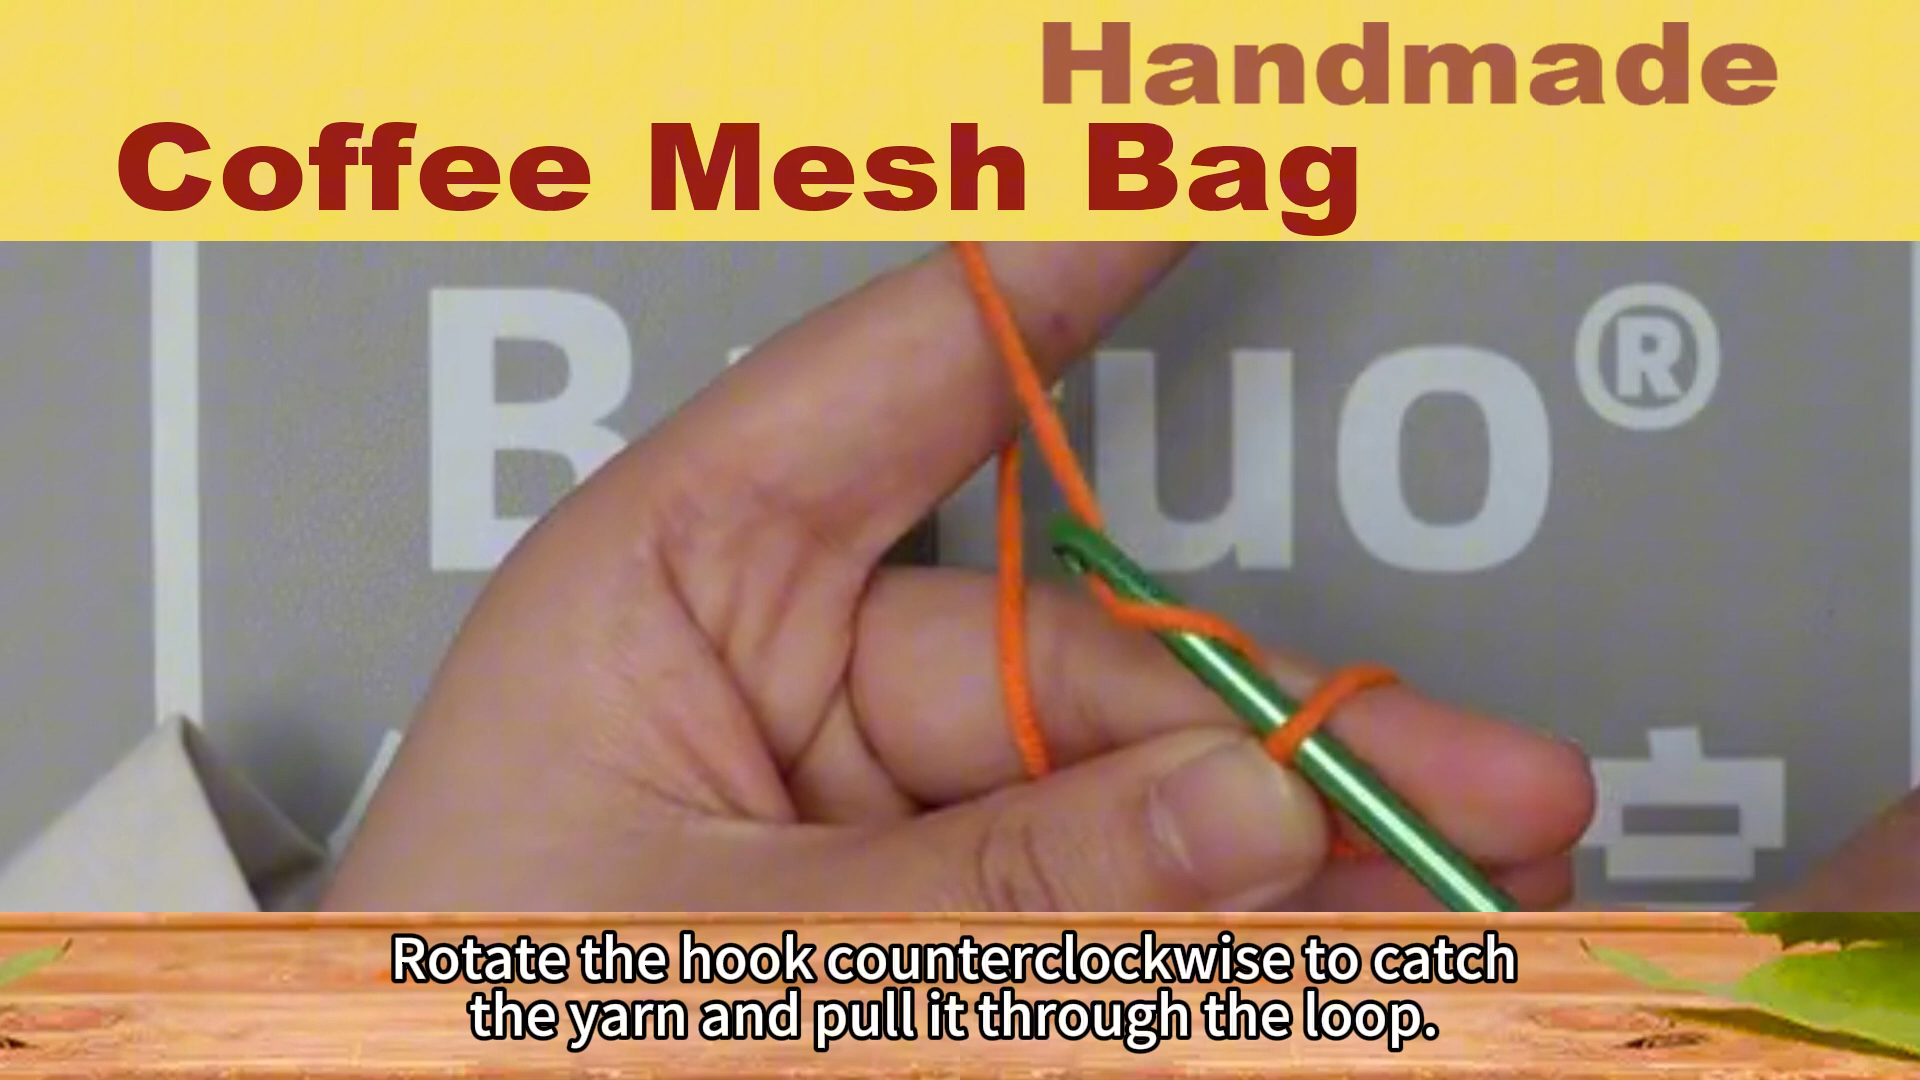 Handmade
Coffee Mesh Bag
uo®
Rotate the hook counterclockwise to catch
the yarn and pull it through the loop.